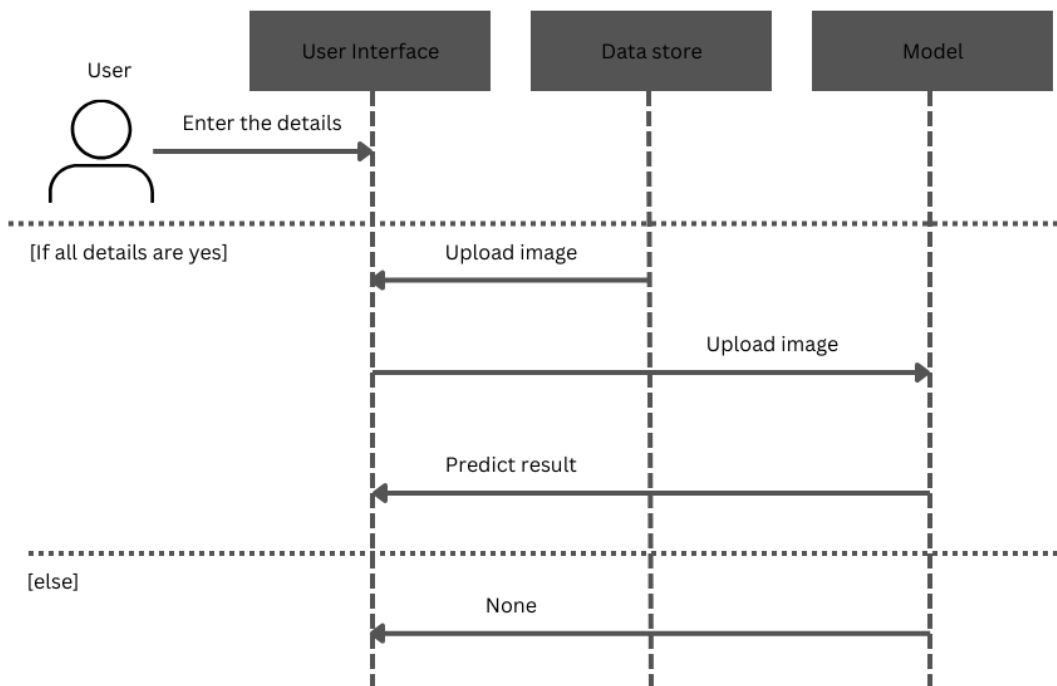 User Interface
Data store
Model
User
Enter the details
[If all details are yes]
Upload image
Upload image
Predict result
[else]
None